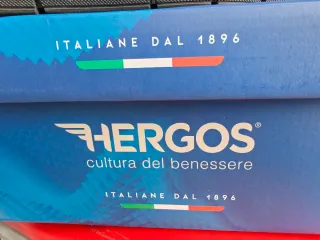 ITALIANE DAL 1896
HERGOS®
cultura del benessere
ITALIANE DAL 1896